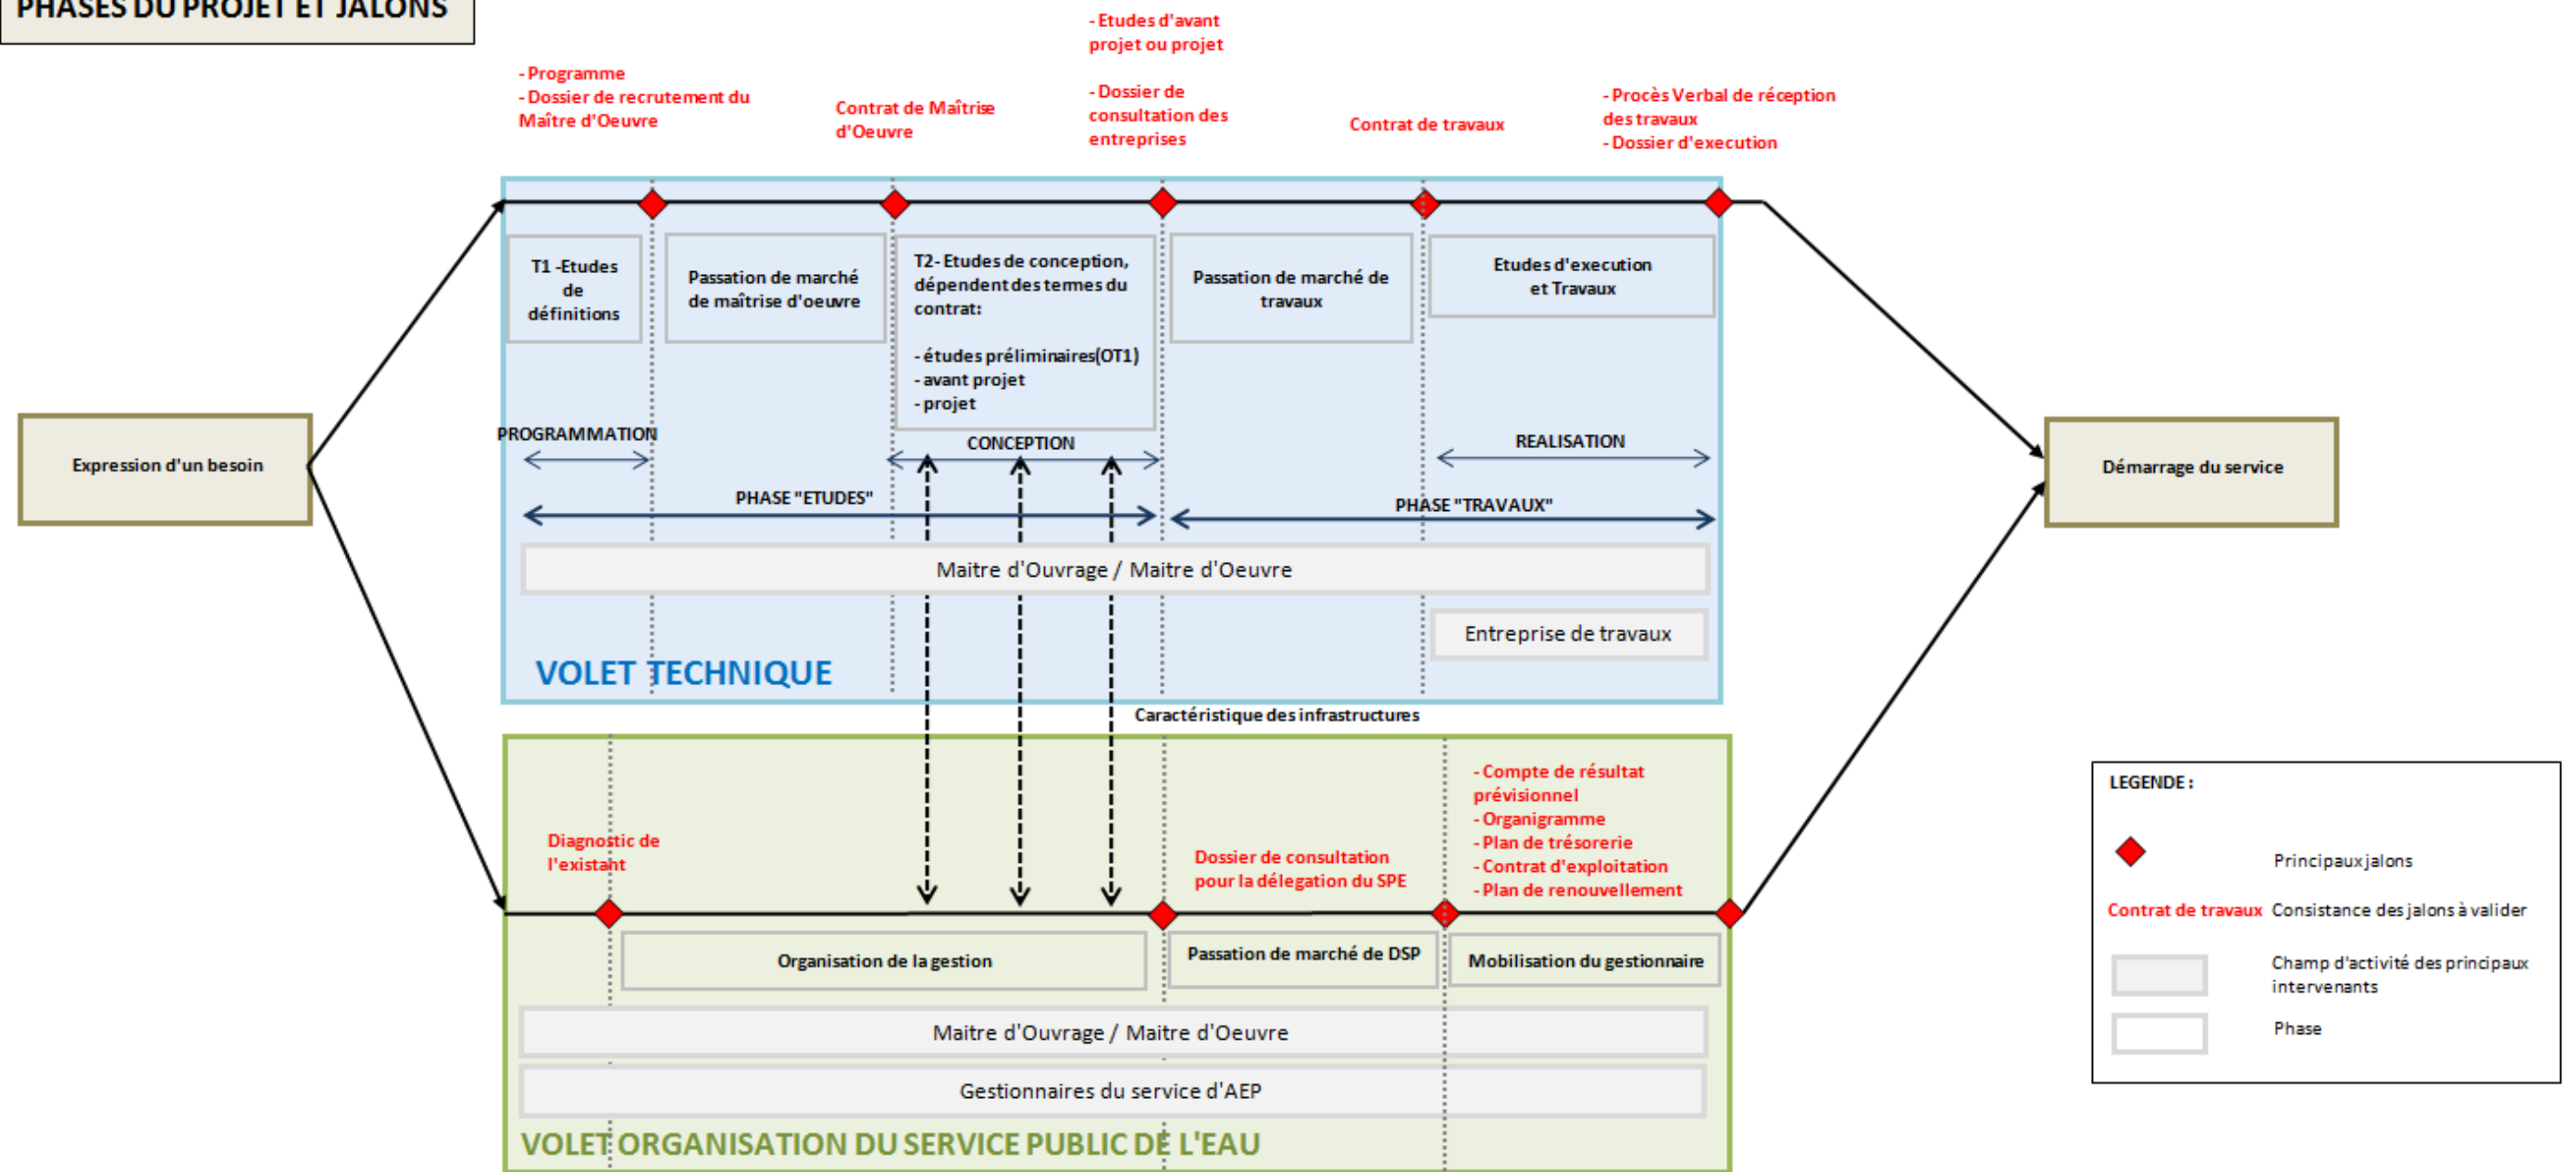 PHASES DU PROJET ET JALONS
- Programme
- Dossier de recrutement du
Maître d'Oeuvre
Contrat de Maîtrise
d'Oeuvre
- Etudes d'avant
projet ou projet
- Dossier de
consultation des
entreprises
Contrat de travaux
- Procès Verbal de réception
des travaux
- Dossier d'execution
T1 -Etudes
de
définitions
Passation de marché
de maîtrise d'oeuvre
T2- Etudes de conception,
dépendent des termes du
contrat:
- études préliminaires(OT1)
- avant projet
- projet
Passation de marché de
travaux
Etudes d'execution
et Travaux
PROGRAMMATION
CONCEPTION
REALISATION
PHASE "ETUDES"
PHASE "TRAVAUX"
Expression d'un besoin
Démarrage du service
Maitre d'Ouvrage / Maitre d'Oeuvre
Entreprise de travaux
VOLET TECHNIQUE
Caractéristique des infrastructures
Diagnostic de
l'existant
Dossier de consultation
pour la délegation du SPE
- Compte de résultat
prévisionnel
- Organigramme
- Plan de trésorerie
- Contrat d'exploitation
- Plan de renouvellement
Organisation de la gestion
Passation de marché de DSP
Mobilisation du gestionnaire
Maitre d'Ouvrage / Maitre d'Oeuvre
Gestionnaires du service d'AEP
VOLET ORGANISATION DU SERVICE PUBLIC DE L'EAU
LEGENDE :
Principaux jalons
Contrat de travaux Consistance des jalons à valider
Champ d'activité des principaux
intervenants
Phase